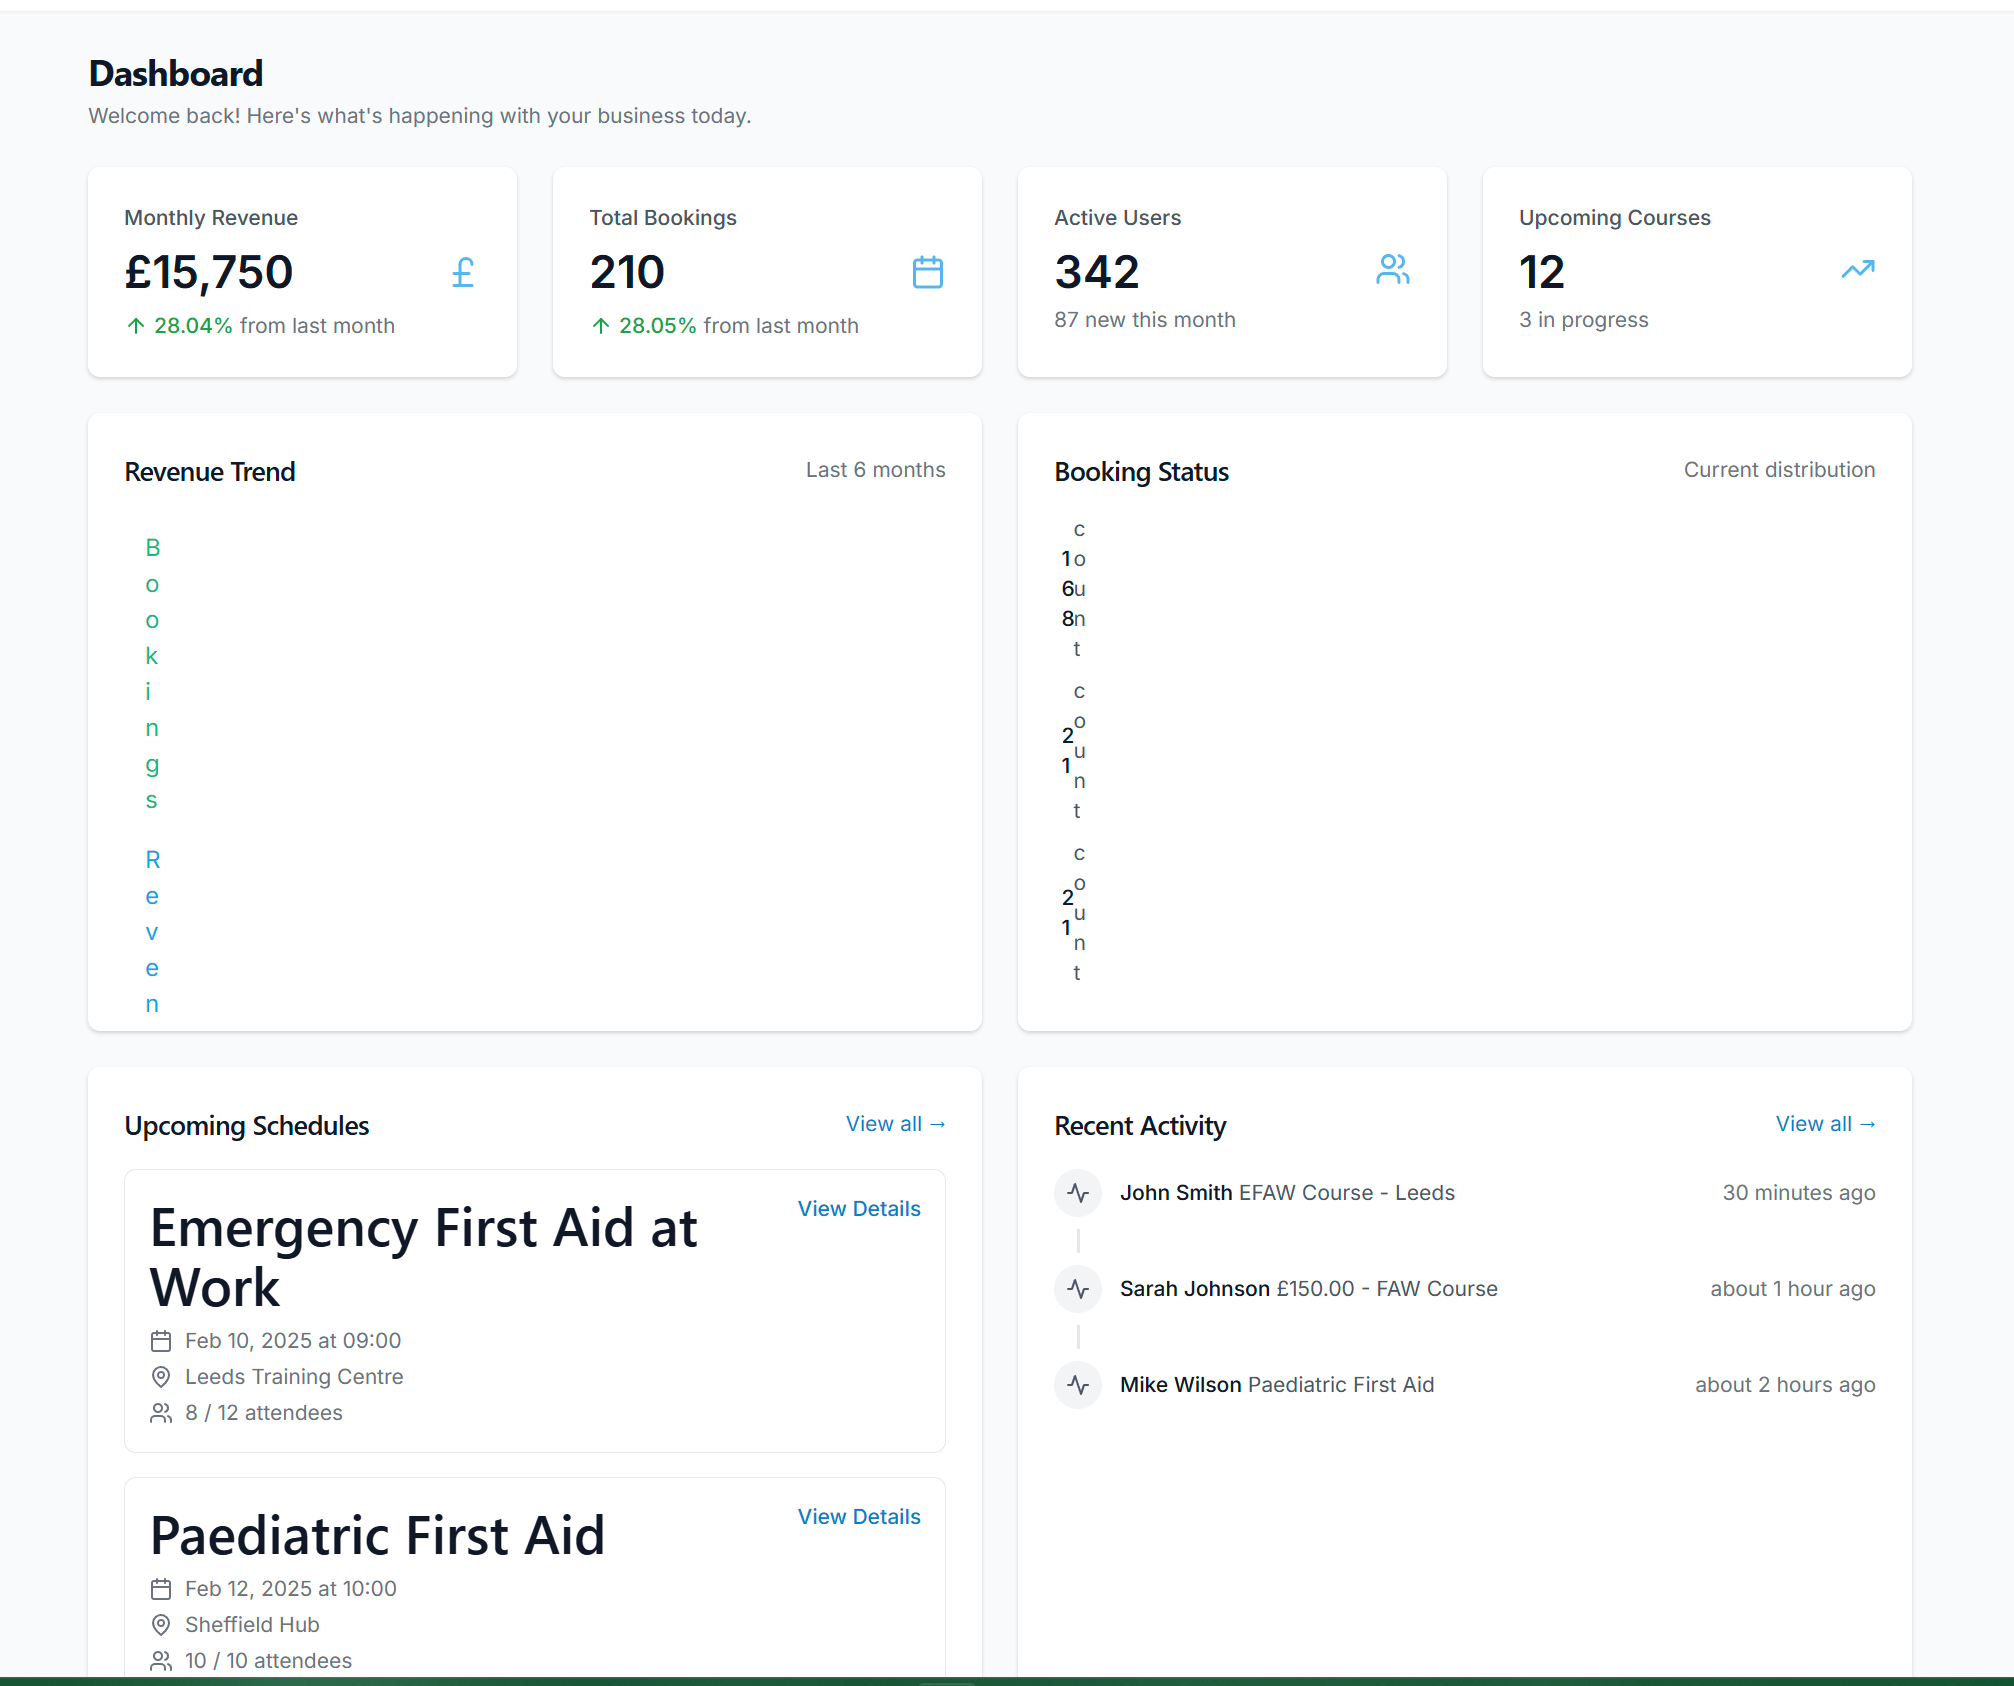 Dashboard
Welcome back! Here's what's happening with your business today.
Monthly Revenue
£15,750
28.04% from last month
Total Bookings
210
28.05% from last month
Active Users
342
87 new this month
Upcoming Courses
12
3 in progress
Revenue Trend
Last 6 months
Bookings
Reven
Booking Status
Current distribution
168 count
21 count
21 count
Upcoming Schedules
View all →
Emergency First Aid at
Work
View Details
Feb 10, 2025 at 09:00
Leeds Training Centre
8 / 12 attendees
Paediatric First Aid
View Details
Feb 12, 2025 at 10:00
Sheffield Hub
10 / 10 attendees
Recent Activity
View all →
John Smith EFAW Course - Leeds
30 minutes ago
Sarah Johnson £150.00 - FAW Course
about 1 hour ago
Mike Wilson Paediatric First Aid
about 2 hours ago